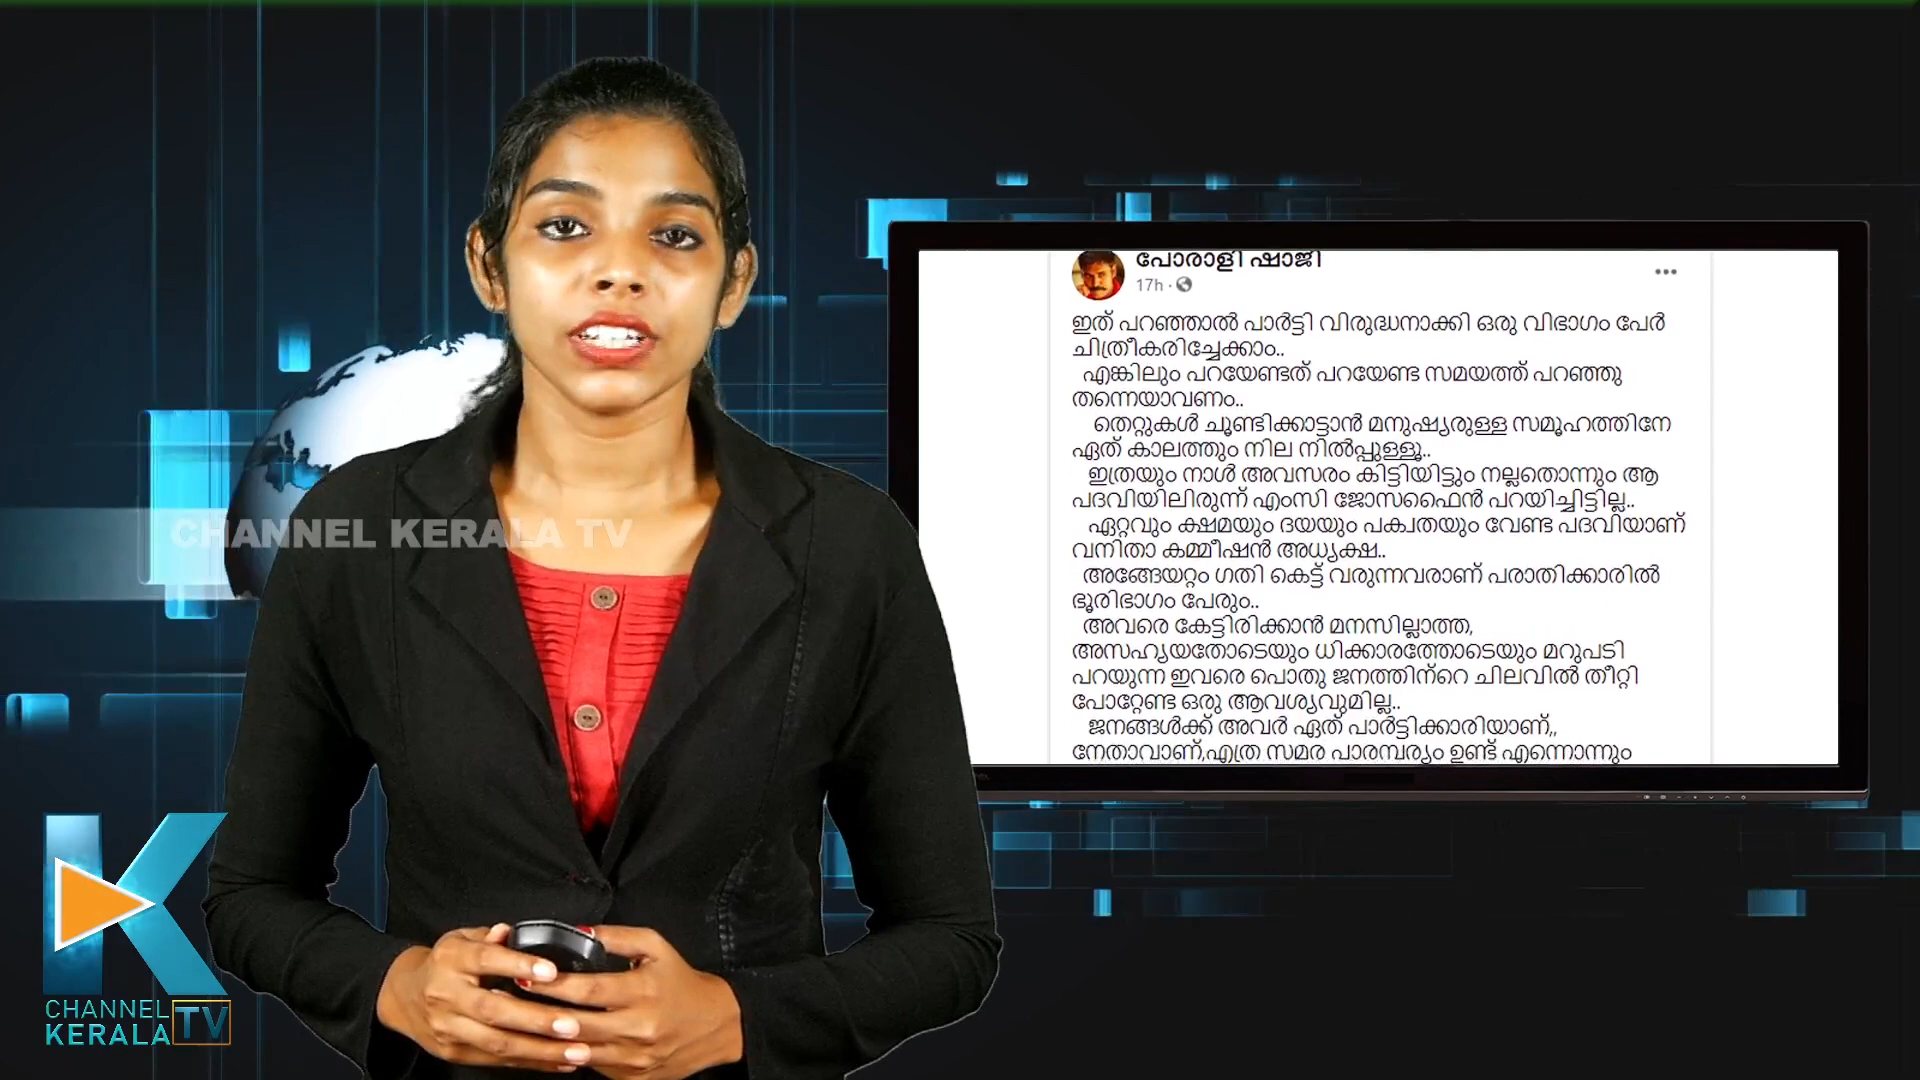 പോരാളി ഷാജി
17h
ഇത് പറഞ്ഞാൽ പാർട്ടി വിരുദ്ധനാക്കി ഒരു വിഭാഗം പേർ
ചിത്രീകരിച്ചേക്കാം..
എങ്കിലും പറയേണ്ടത് പറയേണ്ട സമയത്ത് പറഞ്ഞു
തന്നെയാവണം..
തെറ്റുകൾ ചൂണ്ടിക്കാട്ടാൻ മനുഷ്യരുള്ള സമൂഹത്തിനേ
ഏത് കാലത്തും നില നിൽപ്പുള്ളൂ..
ഇത്രയും നാൾ അവസരം കിട്ടിയിട്ടും നല്ലതൊന്നും ആ
പദവിയിലിരുന്ന് എംസി ജോസഫൈൻ പറയിച്ചിട്ടില്ല..
ഏറ്റവും ക്ഷമയും ദയയും പക്വതയും വേണ്ട പദവിയാണ്
വനിതാ കമ്മീഷൻ അധ്യക്ഷ..
അങ്ങേയറ്റം ഗതി കെട്ട് വരുന്നവരാണ് പരാതിക്കാരിൽ
ഭൂരിഭാഗം പേരും..
അവരെ കേട്ടിരിക്കാൻ മനസില്ലാത്ത,
അസഹ്യയതോടെയും ധിക്കാരത്തോടെയും മറുപടി
പറയുന്ന ഇവരെ പൊതു ജനത്തിന്റെ ചിലവിൽ തീറ്റി
പോറ്റേണ്ട ഒരു ആവശ്യവുമില്ല..
ജനങ്ങൾക്ക് അവർ ഏത് പാർട്ടിക്കാരിയാണ്,,
നേതാവാണ്,എത്ര സമര പാരമ്പര്യം ഉണ്ട് എന്നൊന്നും
CHANNEL KERALA TV
K
CHANNEL
KERALA TV